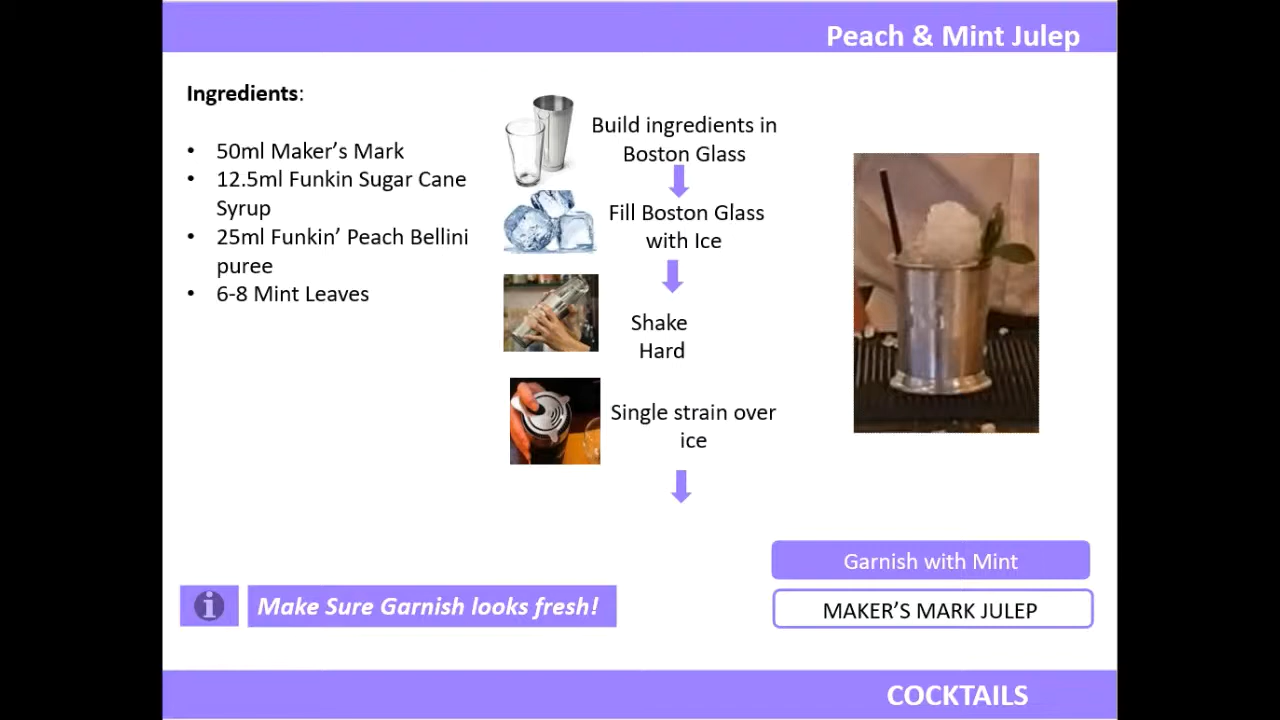 Peach & Mint Julep
Ingredients:
• 50ml Maker’s Mark
• 12.5ml Funkin Sugar Cane
Syrup
• 25ml Funkin’ Peach Bellini
puree
• 6-8 Mint Leaves
Build ingredients in
Boston Glass
Fill Boston Glass
with Ice
Shake
Hard
Single strain over
ice
Garnish with Mint
MAKER’S MARK JULEP
i
Make Sure Garnish looks fresh!
COCKTAILS